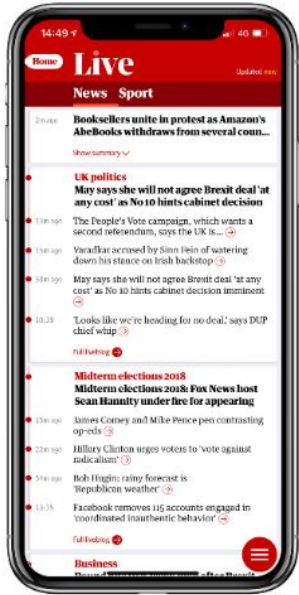 14:49
4G
Home
Live
Updated now
News Sport
2m ago
Booksellers unite in protest as Amazon's
AbeBooks withdraws from several coun...
Show summary
UK politics
May says she will not agree Brexit deal 'at
any cost' as No 10 hints cabinet decision
13m ago
The People's Vote campaign, which wants a
second referendum, says the UK is...
Varadkar accused by Sinn Fein of watering
down his stance on Irish backstop
May says she will not agree Brexit deal 'at any
cost' as No 10 hints cabinet decision imminent
'Looks like we're heading for no deal,' says DUP
chief whip
Full liveblog
Midterm elections 2018
Midterm elections 2018: Fox News host
Sean Hannity under fire for appearing
James Comey and Mike Pence pen contrasting
op-eds
22m ago
Hillary Clinton urges voters to 'vote against
radicalism'
Bob Hugin: rainy forecast is
'Republican weather'
Facebook removes 115 accounts engaged in
'coordinated inauthentic behavior'
Full liveblog
Business